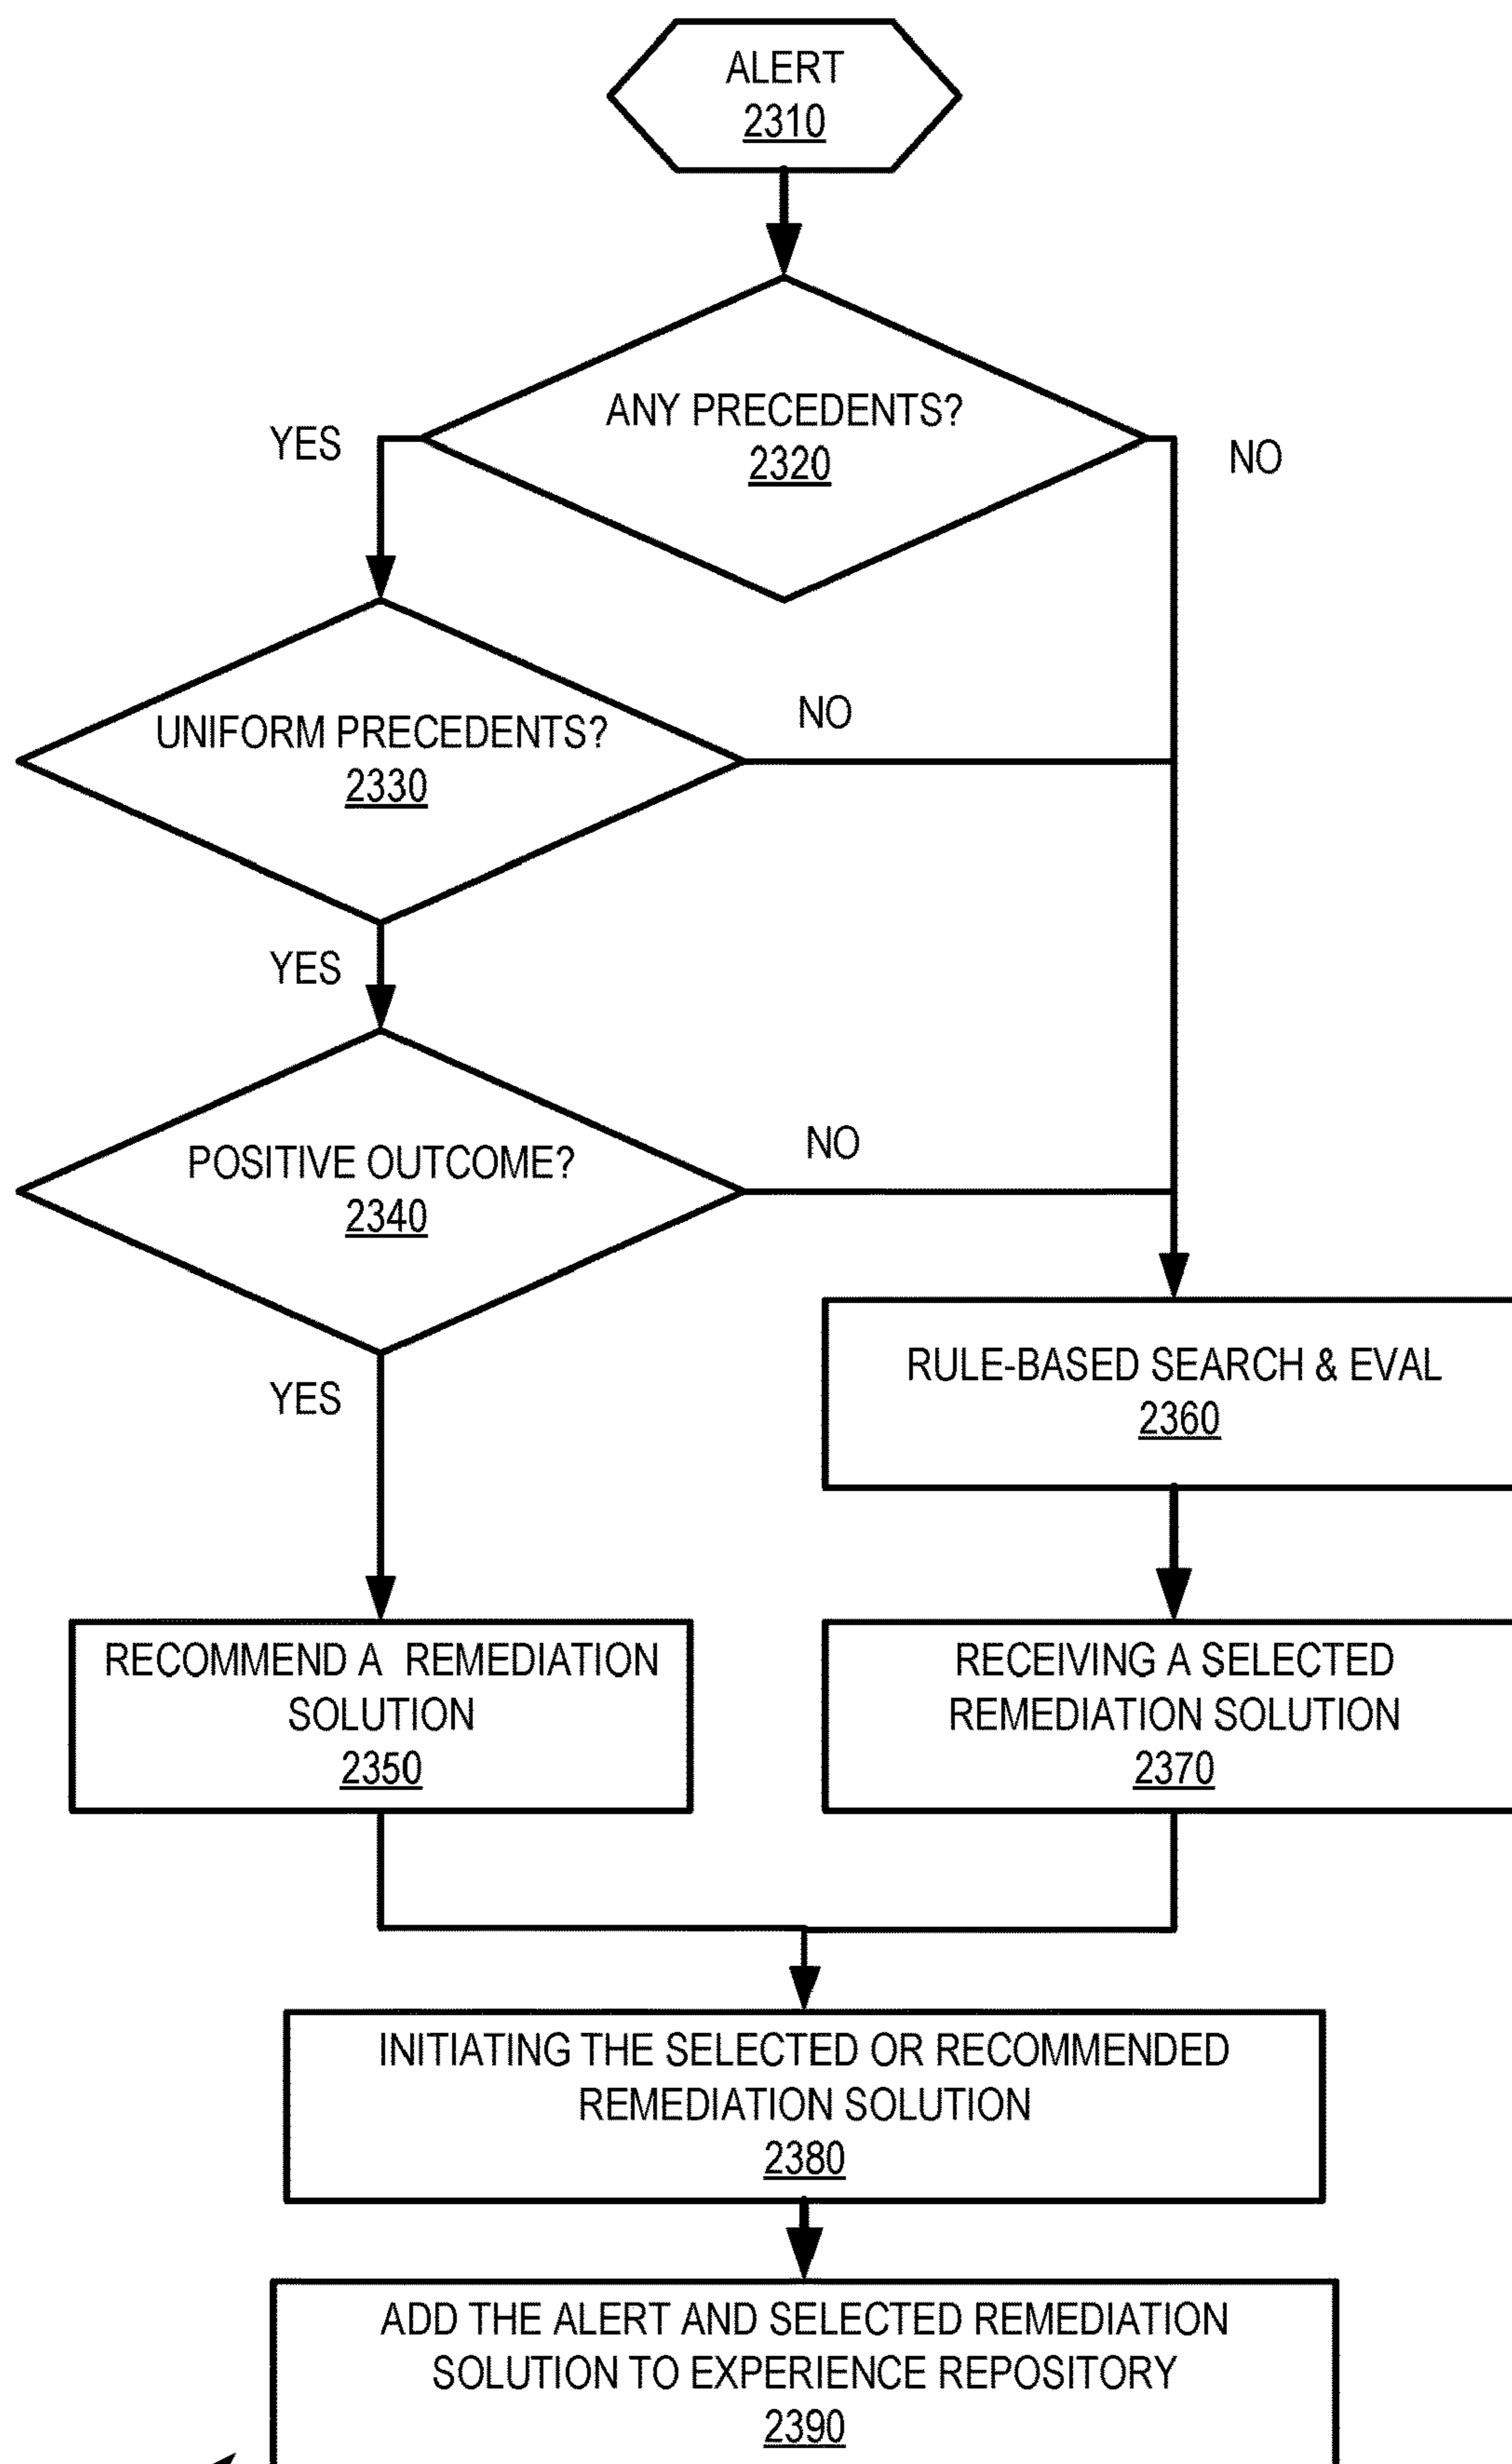 ALERT
2310
ANY PRECEDENTS?
2320
YES
NO
UNIFORM PRECEDENTS?
2330
NO
YES
POSITIVE OUTCOME?
2340
NO
YES
RULE-BASED SEARCH & EVAL
2360
RECOMMEND A REMEDIATION
SOLUTION
2350
RECEIVING A SELECTED
REMEDIATION SOLUTION
2370
INITIATING THE SELECTED OR RECOMMENDED
REMEDIATION SOLUTION
2380
ADD THE ALERT AND SELECTED REMEDIATION
SOLUTION TO EXPERIENCE REPOSITORY
2390